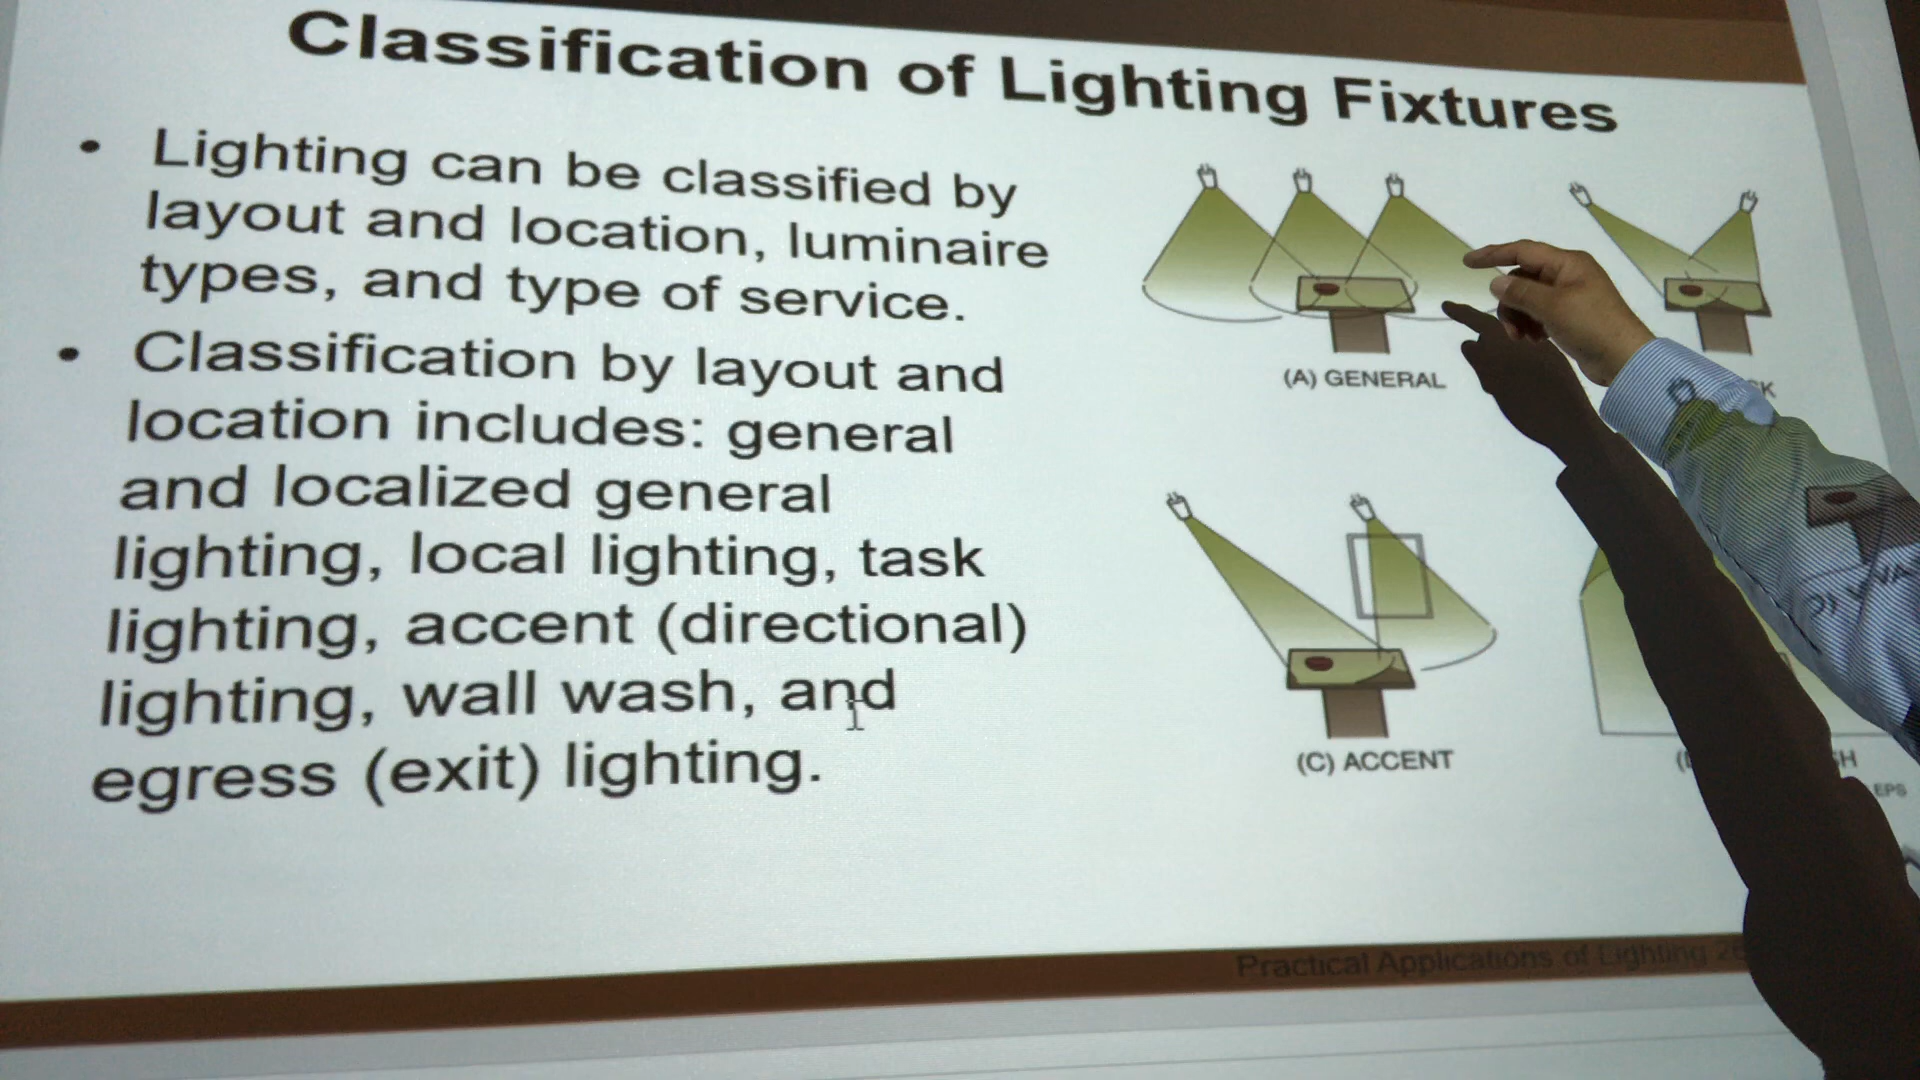 Classification of Lighting Fixtures
• Lighting can be classified by
layout and location, luminaire
types, and type of service.
• Classification by layout and
location includes: general
and localized general
lighting, local lighting, task
lighting, accent (directional)
lighting, wall wash, and
egress (exit) lighting.
(A) GENERAL
(C) ACCENT
EPS
Practical Applications of Lighting